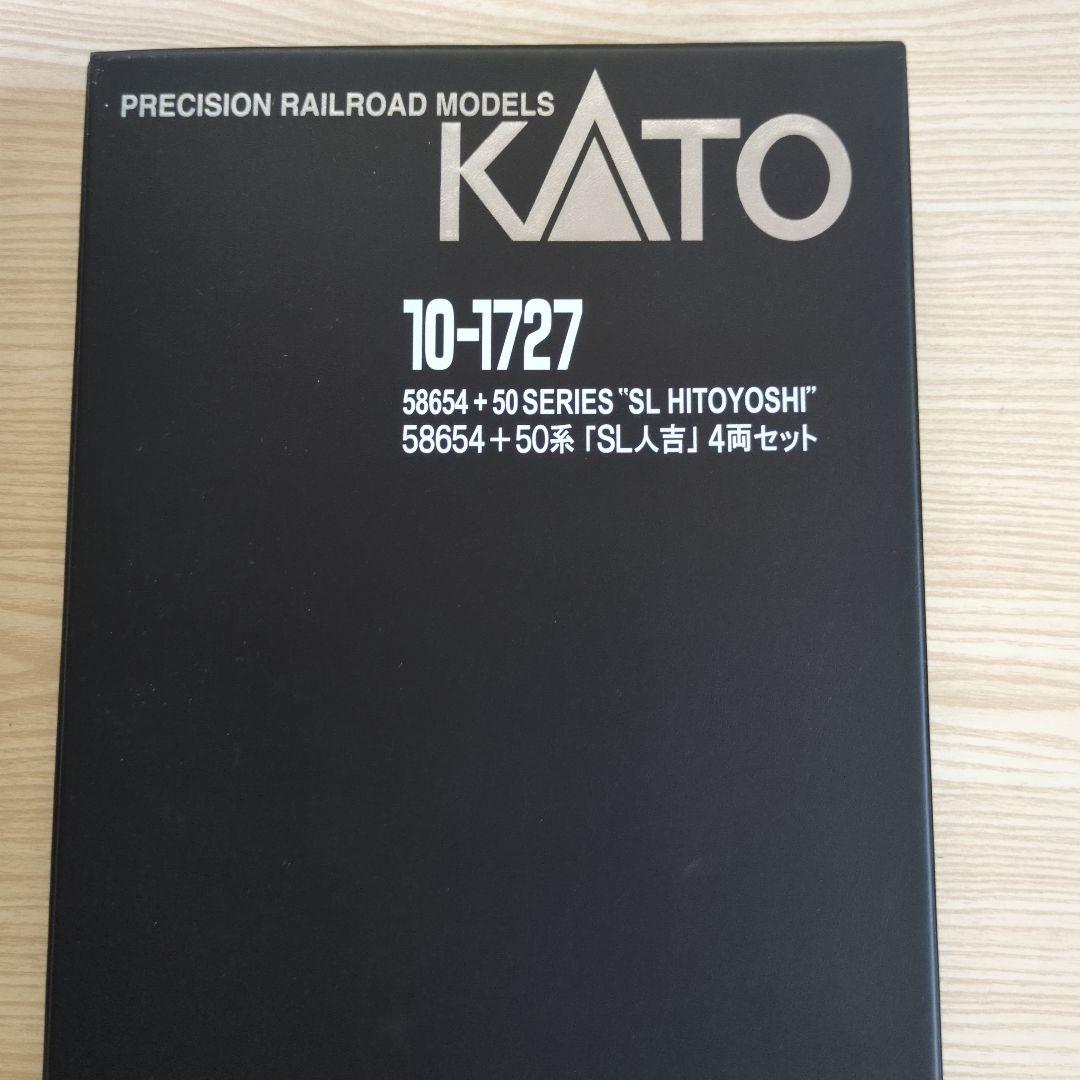 PRECISION RAILROAD MODELS
KATO
10-1727
58654 + 50 SERIES "SL HITOYOSHI"
58654+50系「SL人吉」4両セット